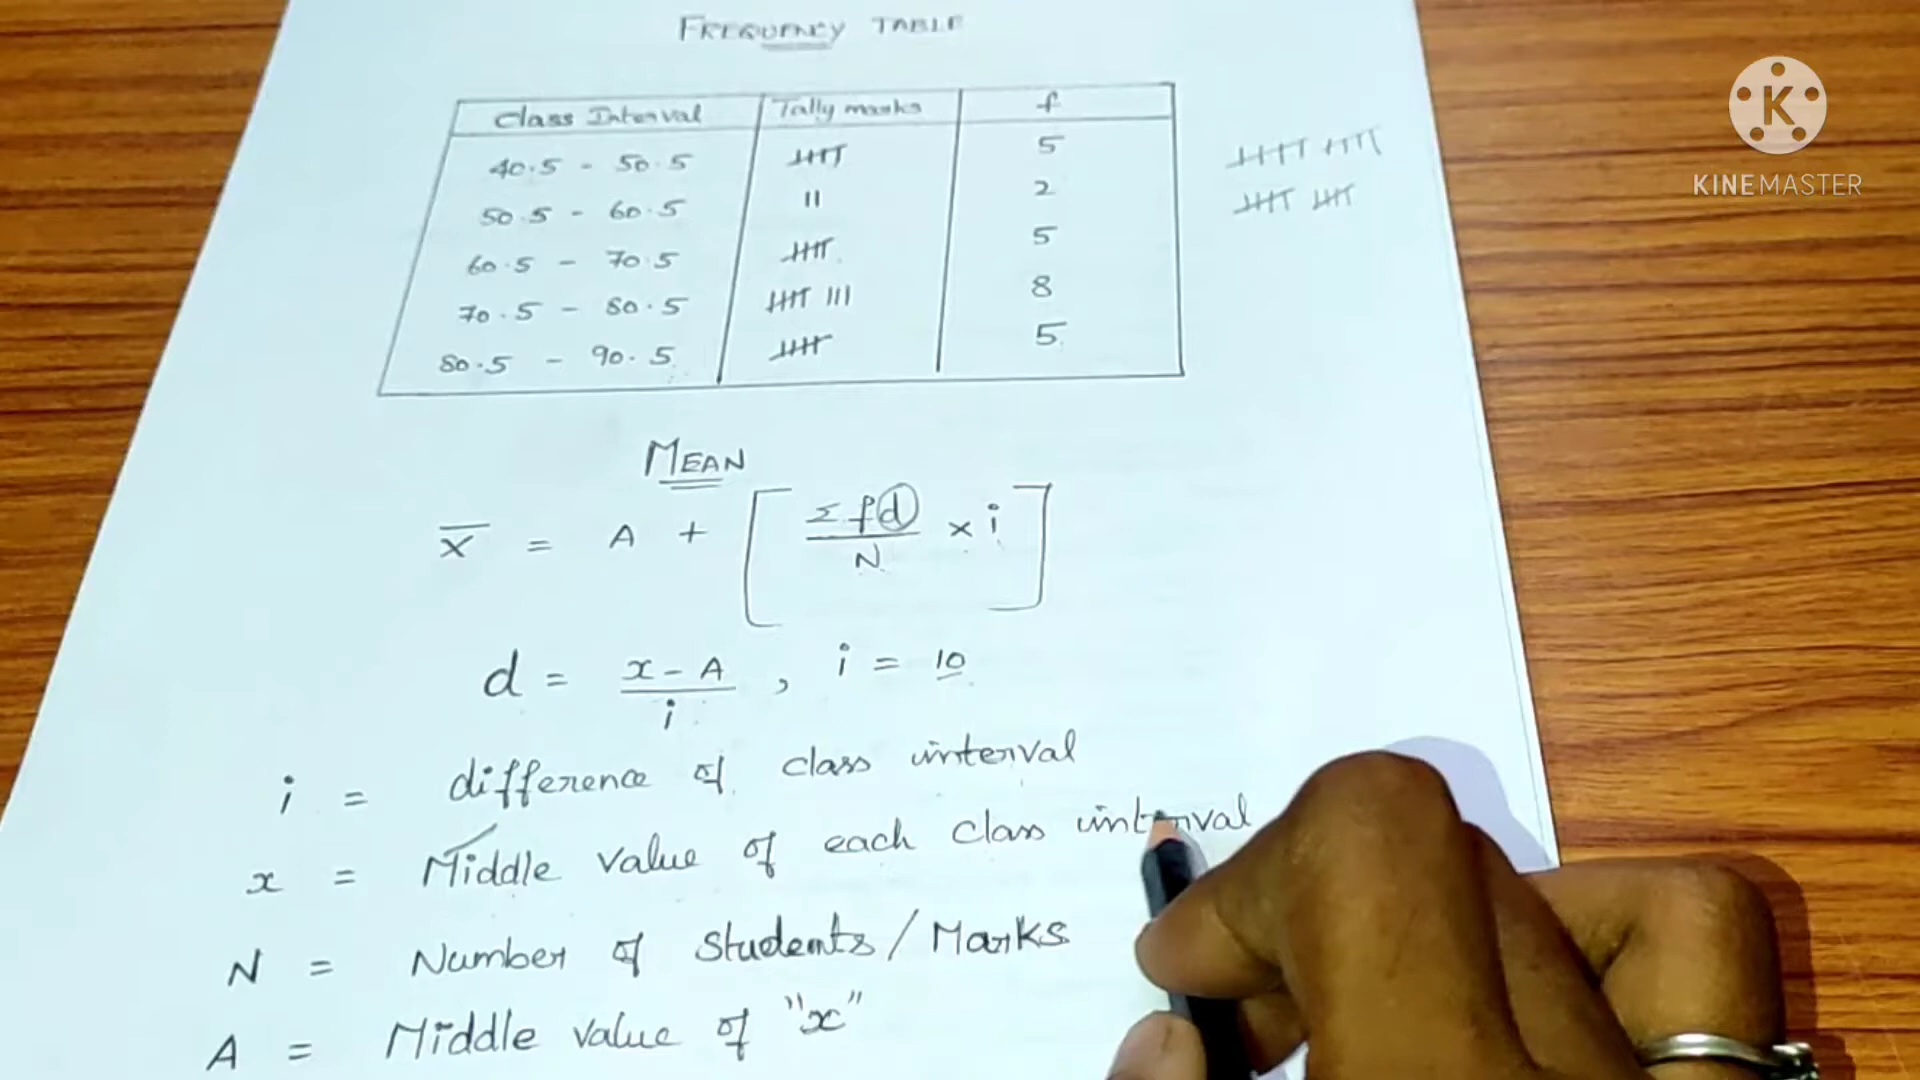 FREQUENCY TABLE
Class Interval Tally marks f
40.5 - 50.5 5
50.5 - 60.5 || 2
60.5 - 70.5 5
70.5 - 80.5 ||| 8
80.5 - 90.5 5
KINEMASTER
MEAN
x̄ = A + [ Σfd / N × i ]
d = x - A / i , i = 10
i = difference of class interval
x = Middle value of each class interval
N = Number of Students / Marks
A = Middle value of "x"